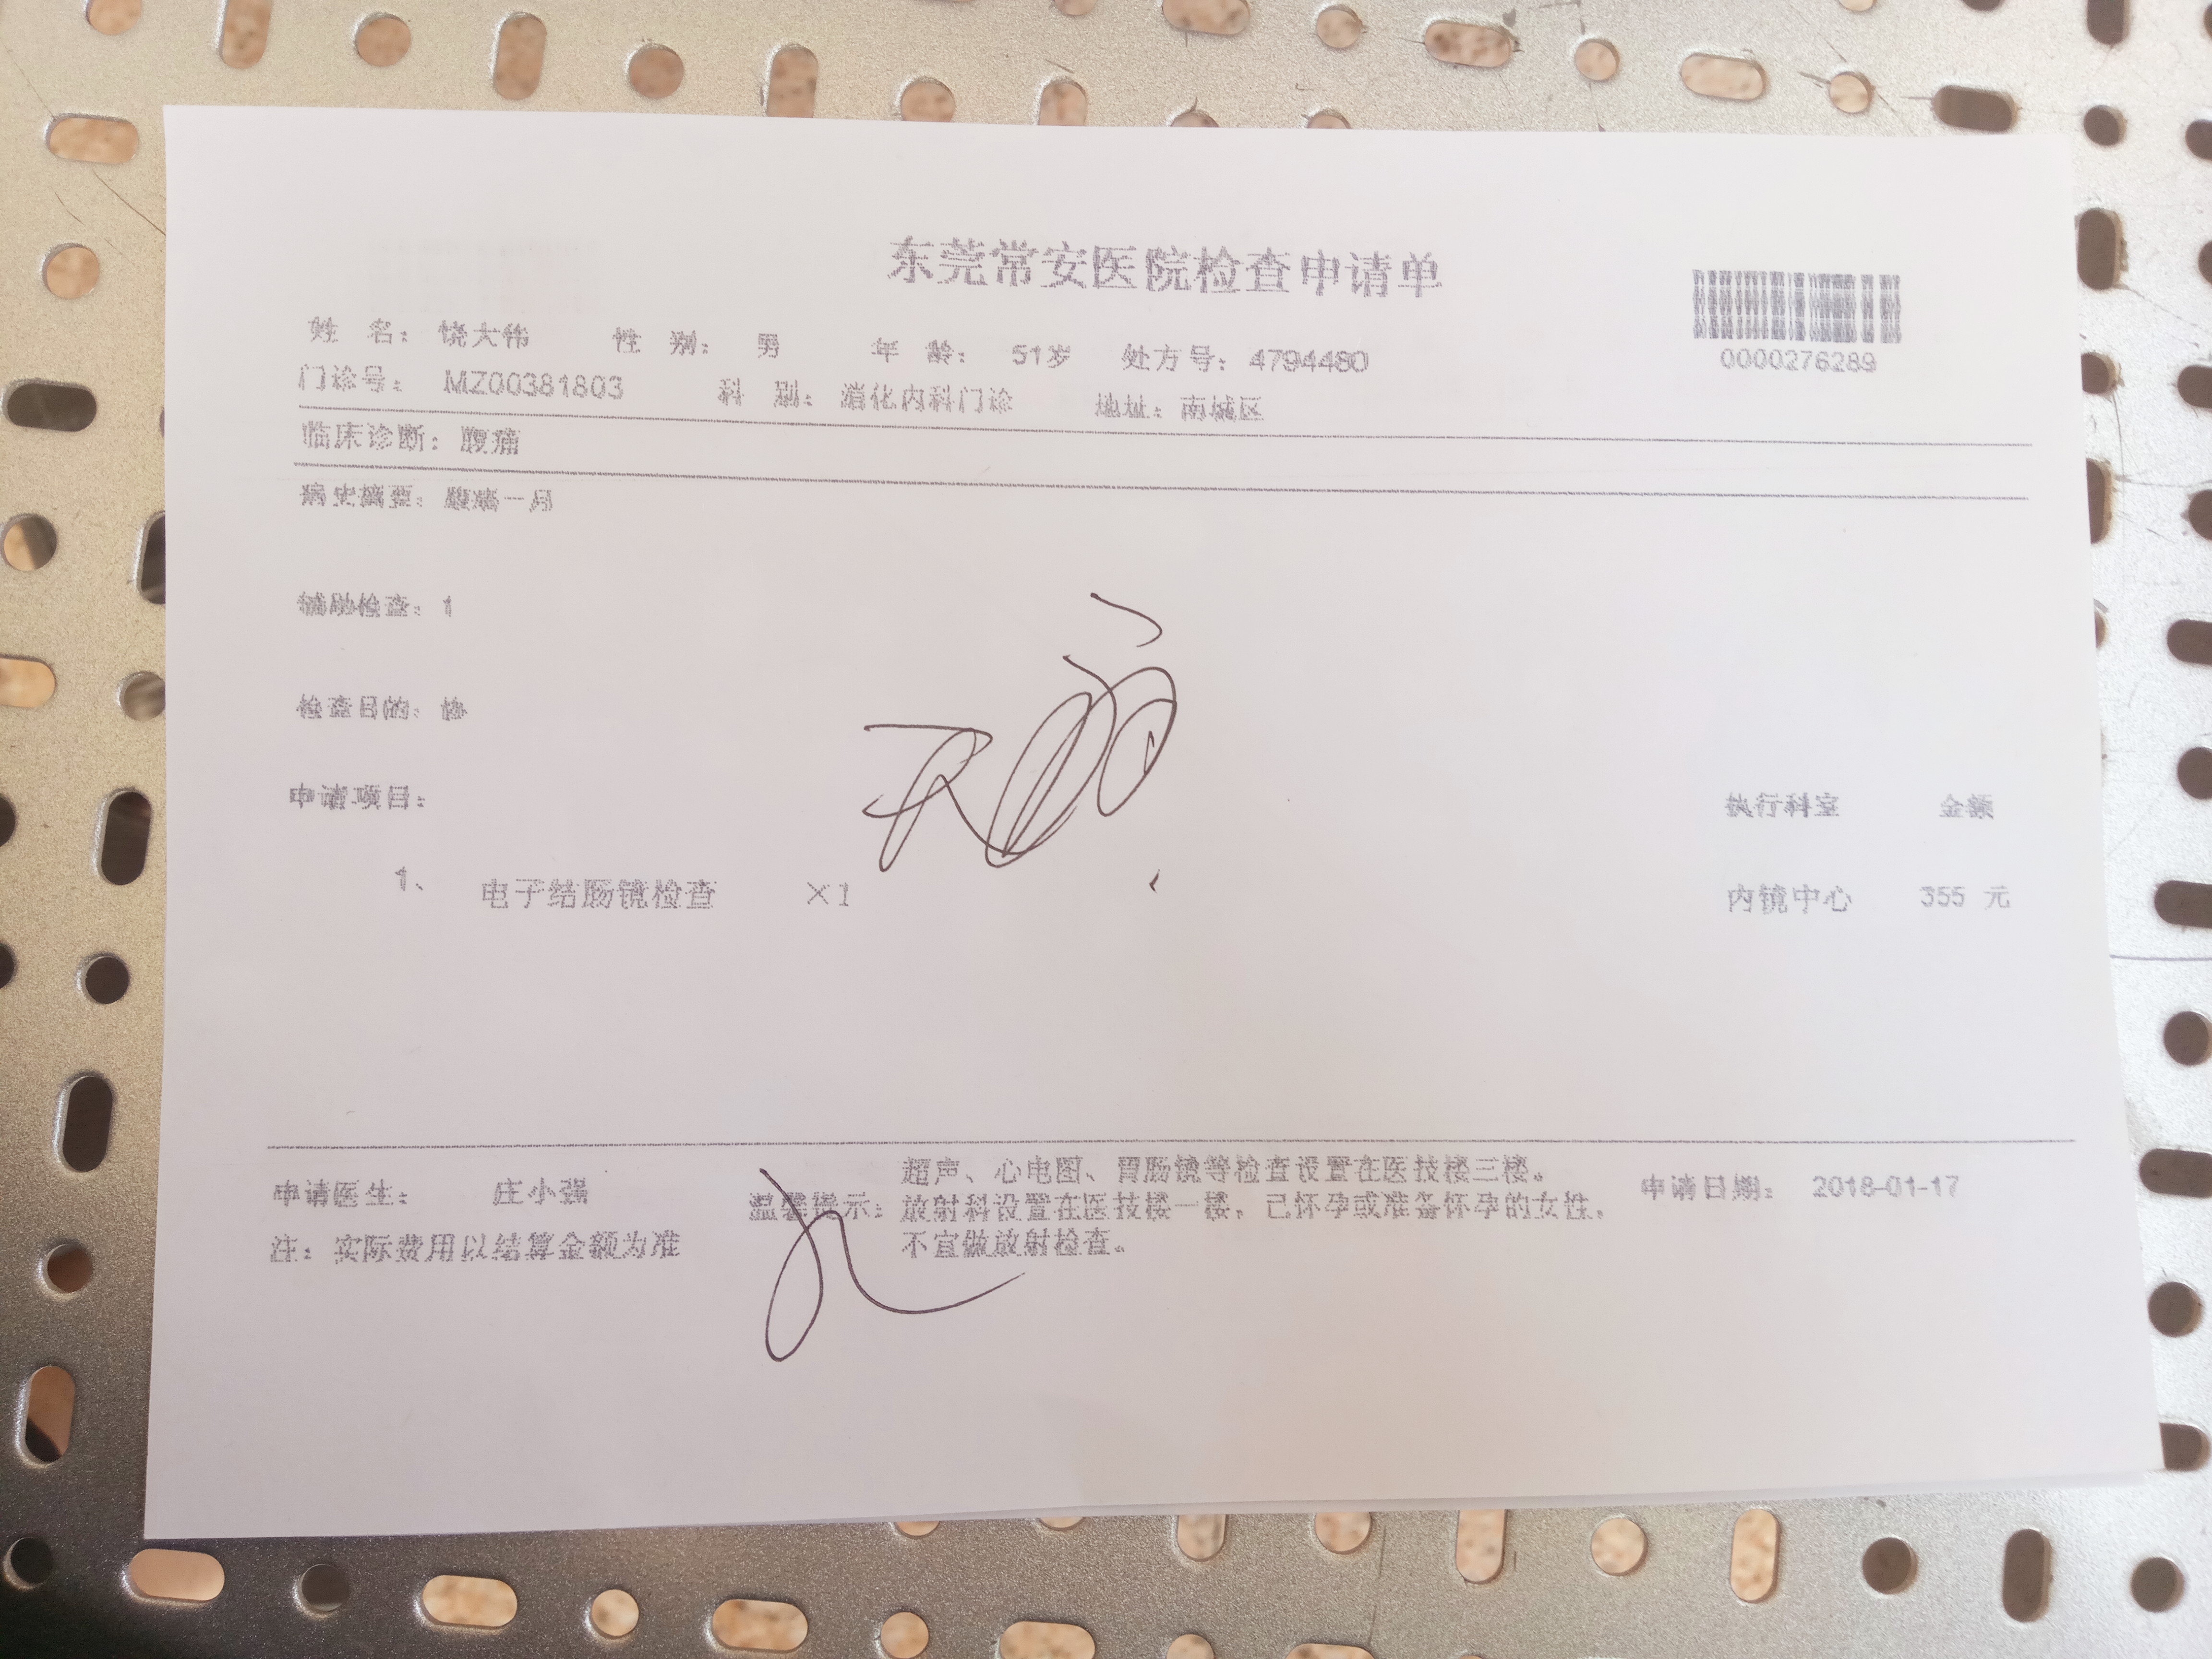 东莞常安医院检查申请单
0000276289
姓 名： 饶大伟 性 别： 男 年 龄： 51岁 处方号： 4794480
门诊号： MZ00381803 科 别： 消化内科门诊 地址： 南城区
临床诊断： 腹痛
病史摘要： 腹痛一月
辅助检查： 1
检查目的： 协
申请项目： 执行科室 金额
1、 电子结肠镜检查 ×1 内镜中心 355 元
申请医生： 庄小强 申请日期： 2018-01-17
注：实际费用以结算金额为准
温馨提示： 超声、心电图、胃肠镜等检查设置在医技楼三楼。
放射科设置在医技楼一楼，已怀孕或准备怀孕的女性，
不宜做放射检查。